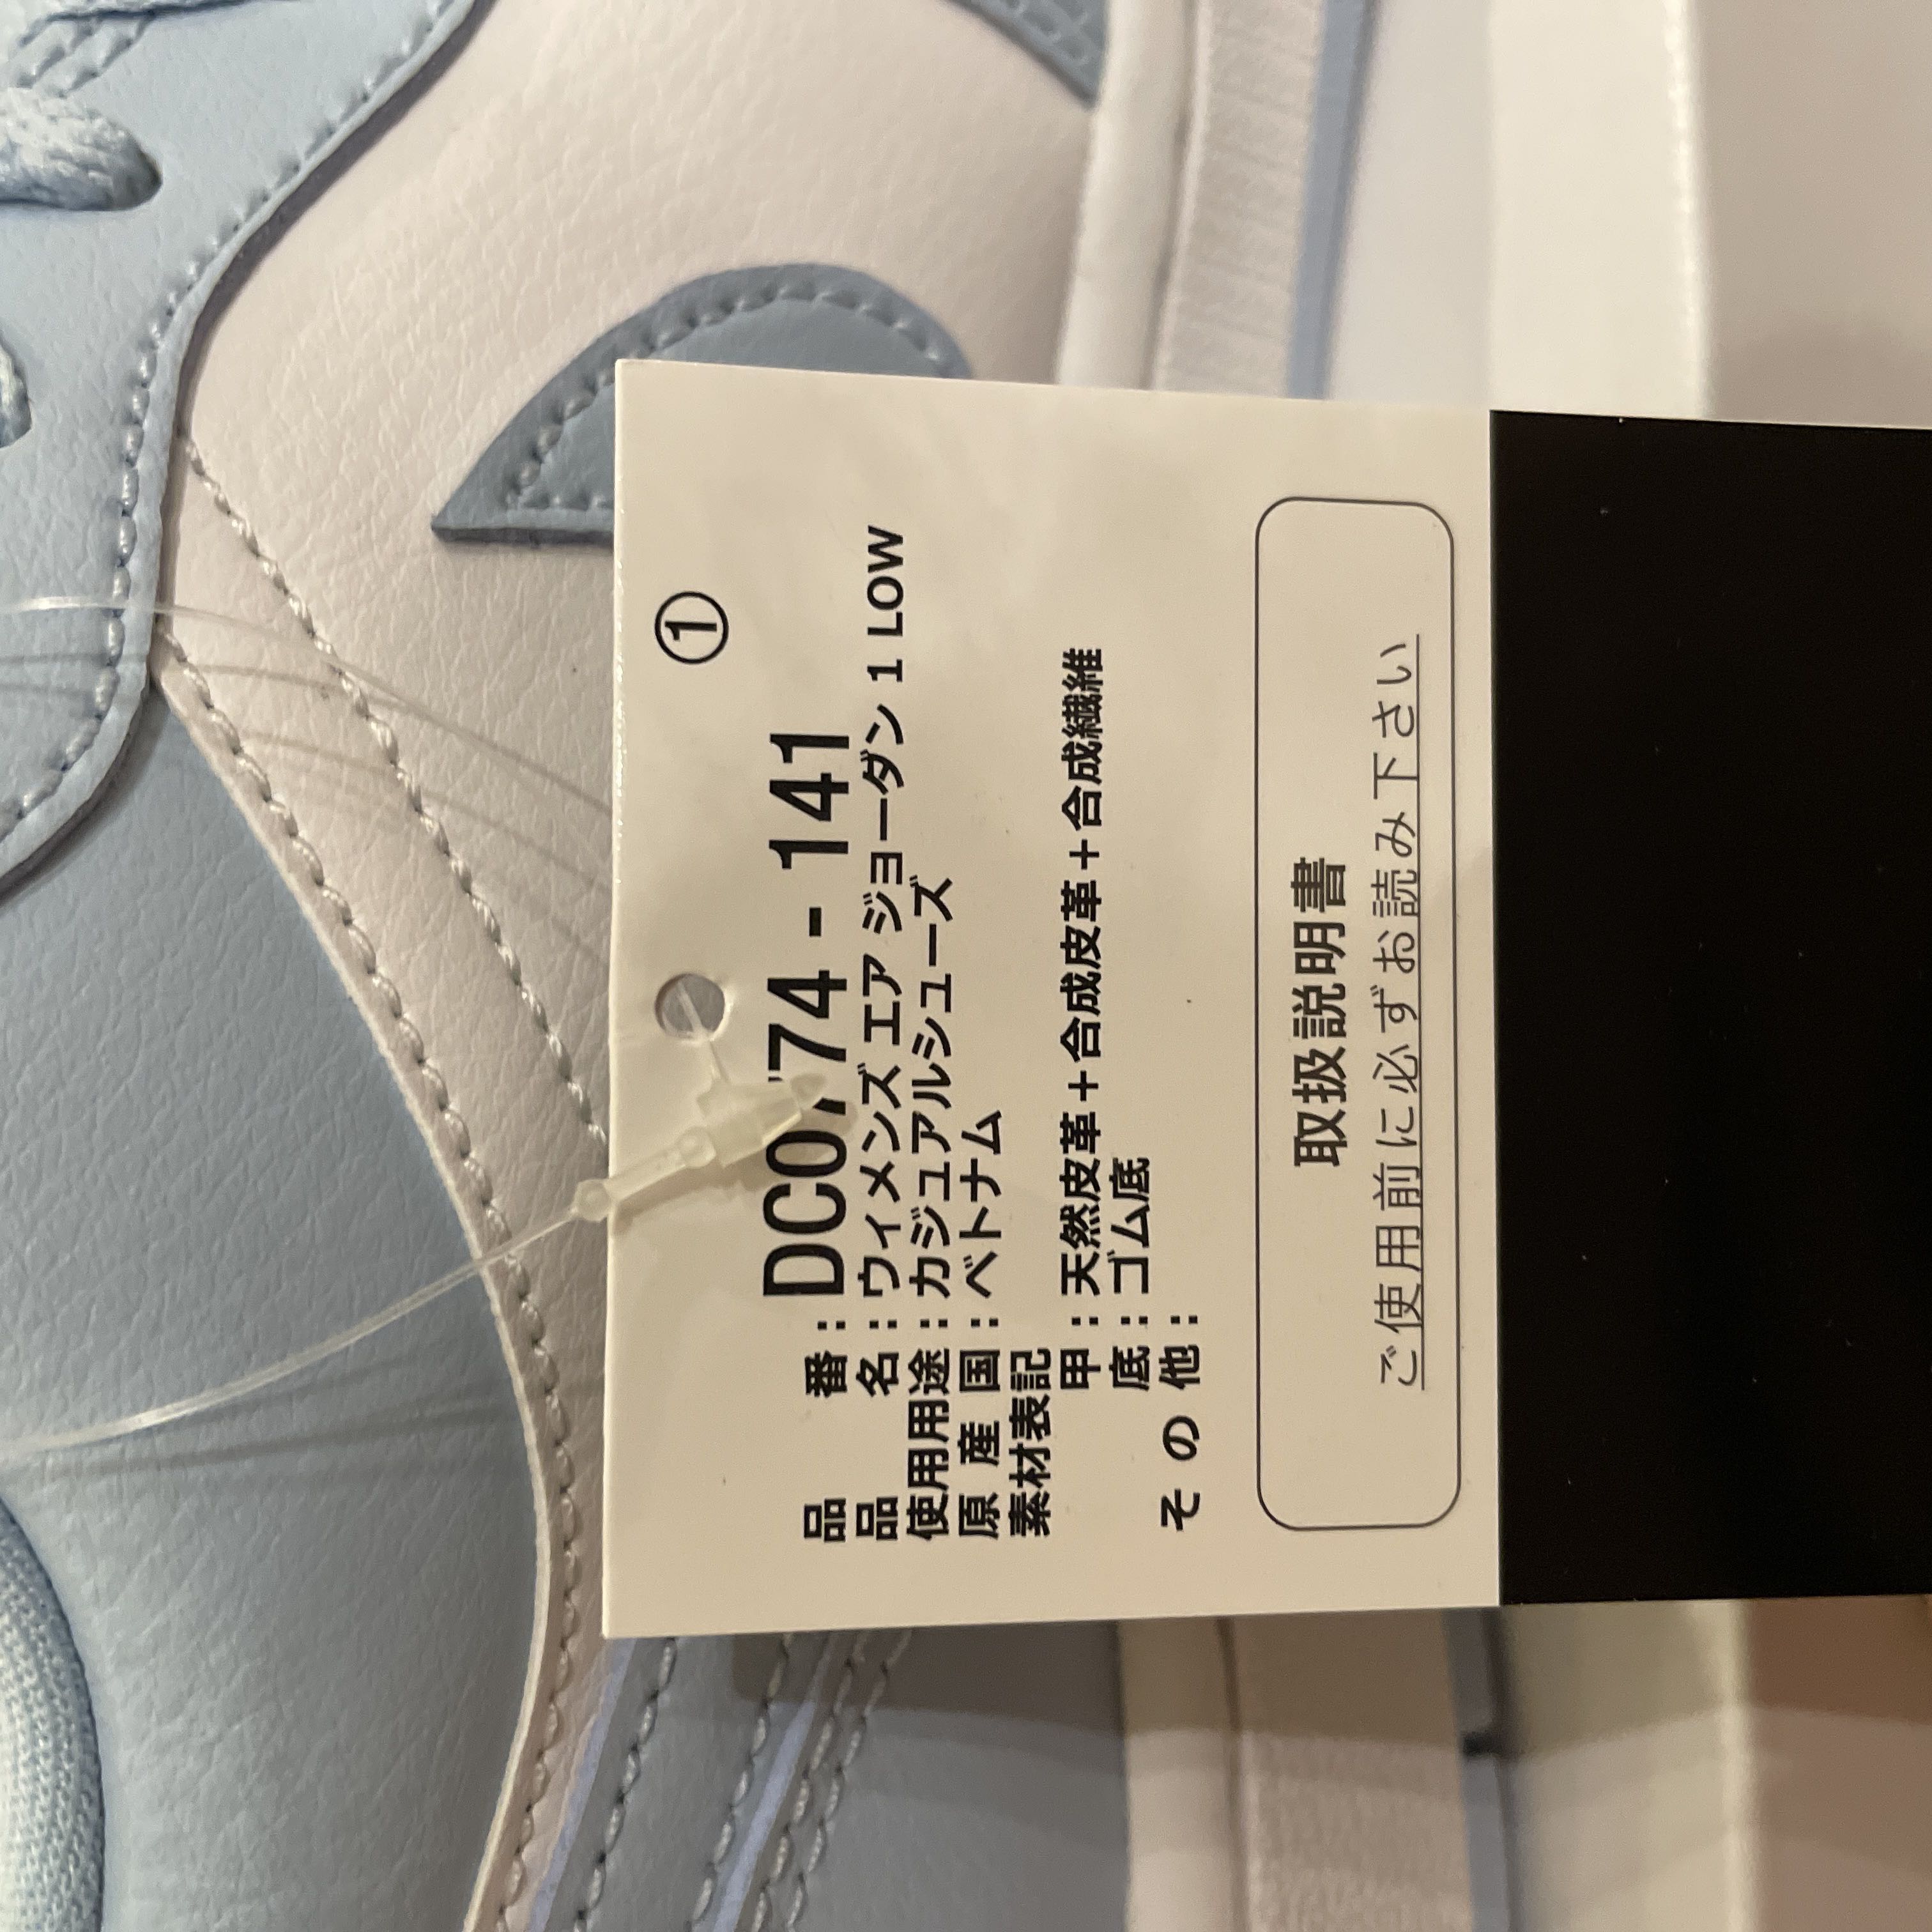 ①
品番:DC0774-141
品名:ウィメンズ エア ジョーダン 1 LOW
使用用途:カジュアルシューズ
原産国:ベトナム
素材表記
甲:天然皮革+合成皮革+合成繊維
底:ゴム底
その他:
取扱説明書
ご使用前に必ずお読み下さい